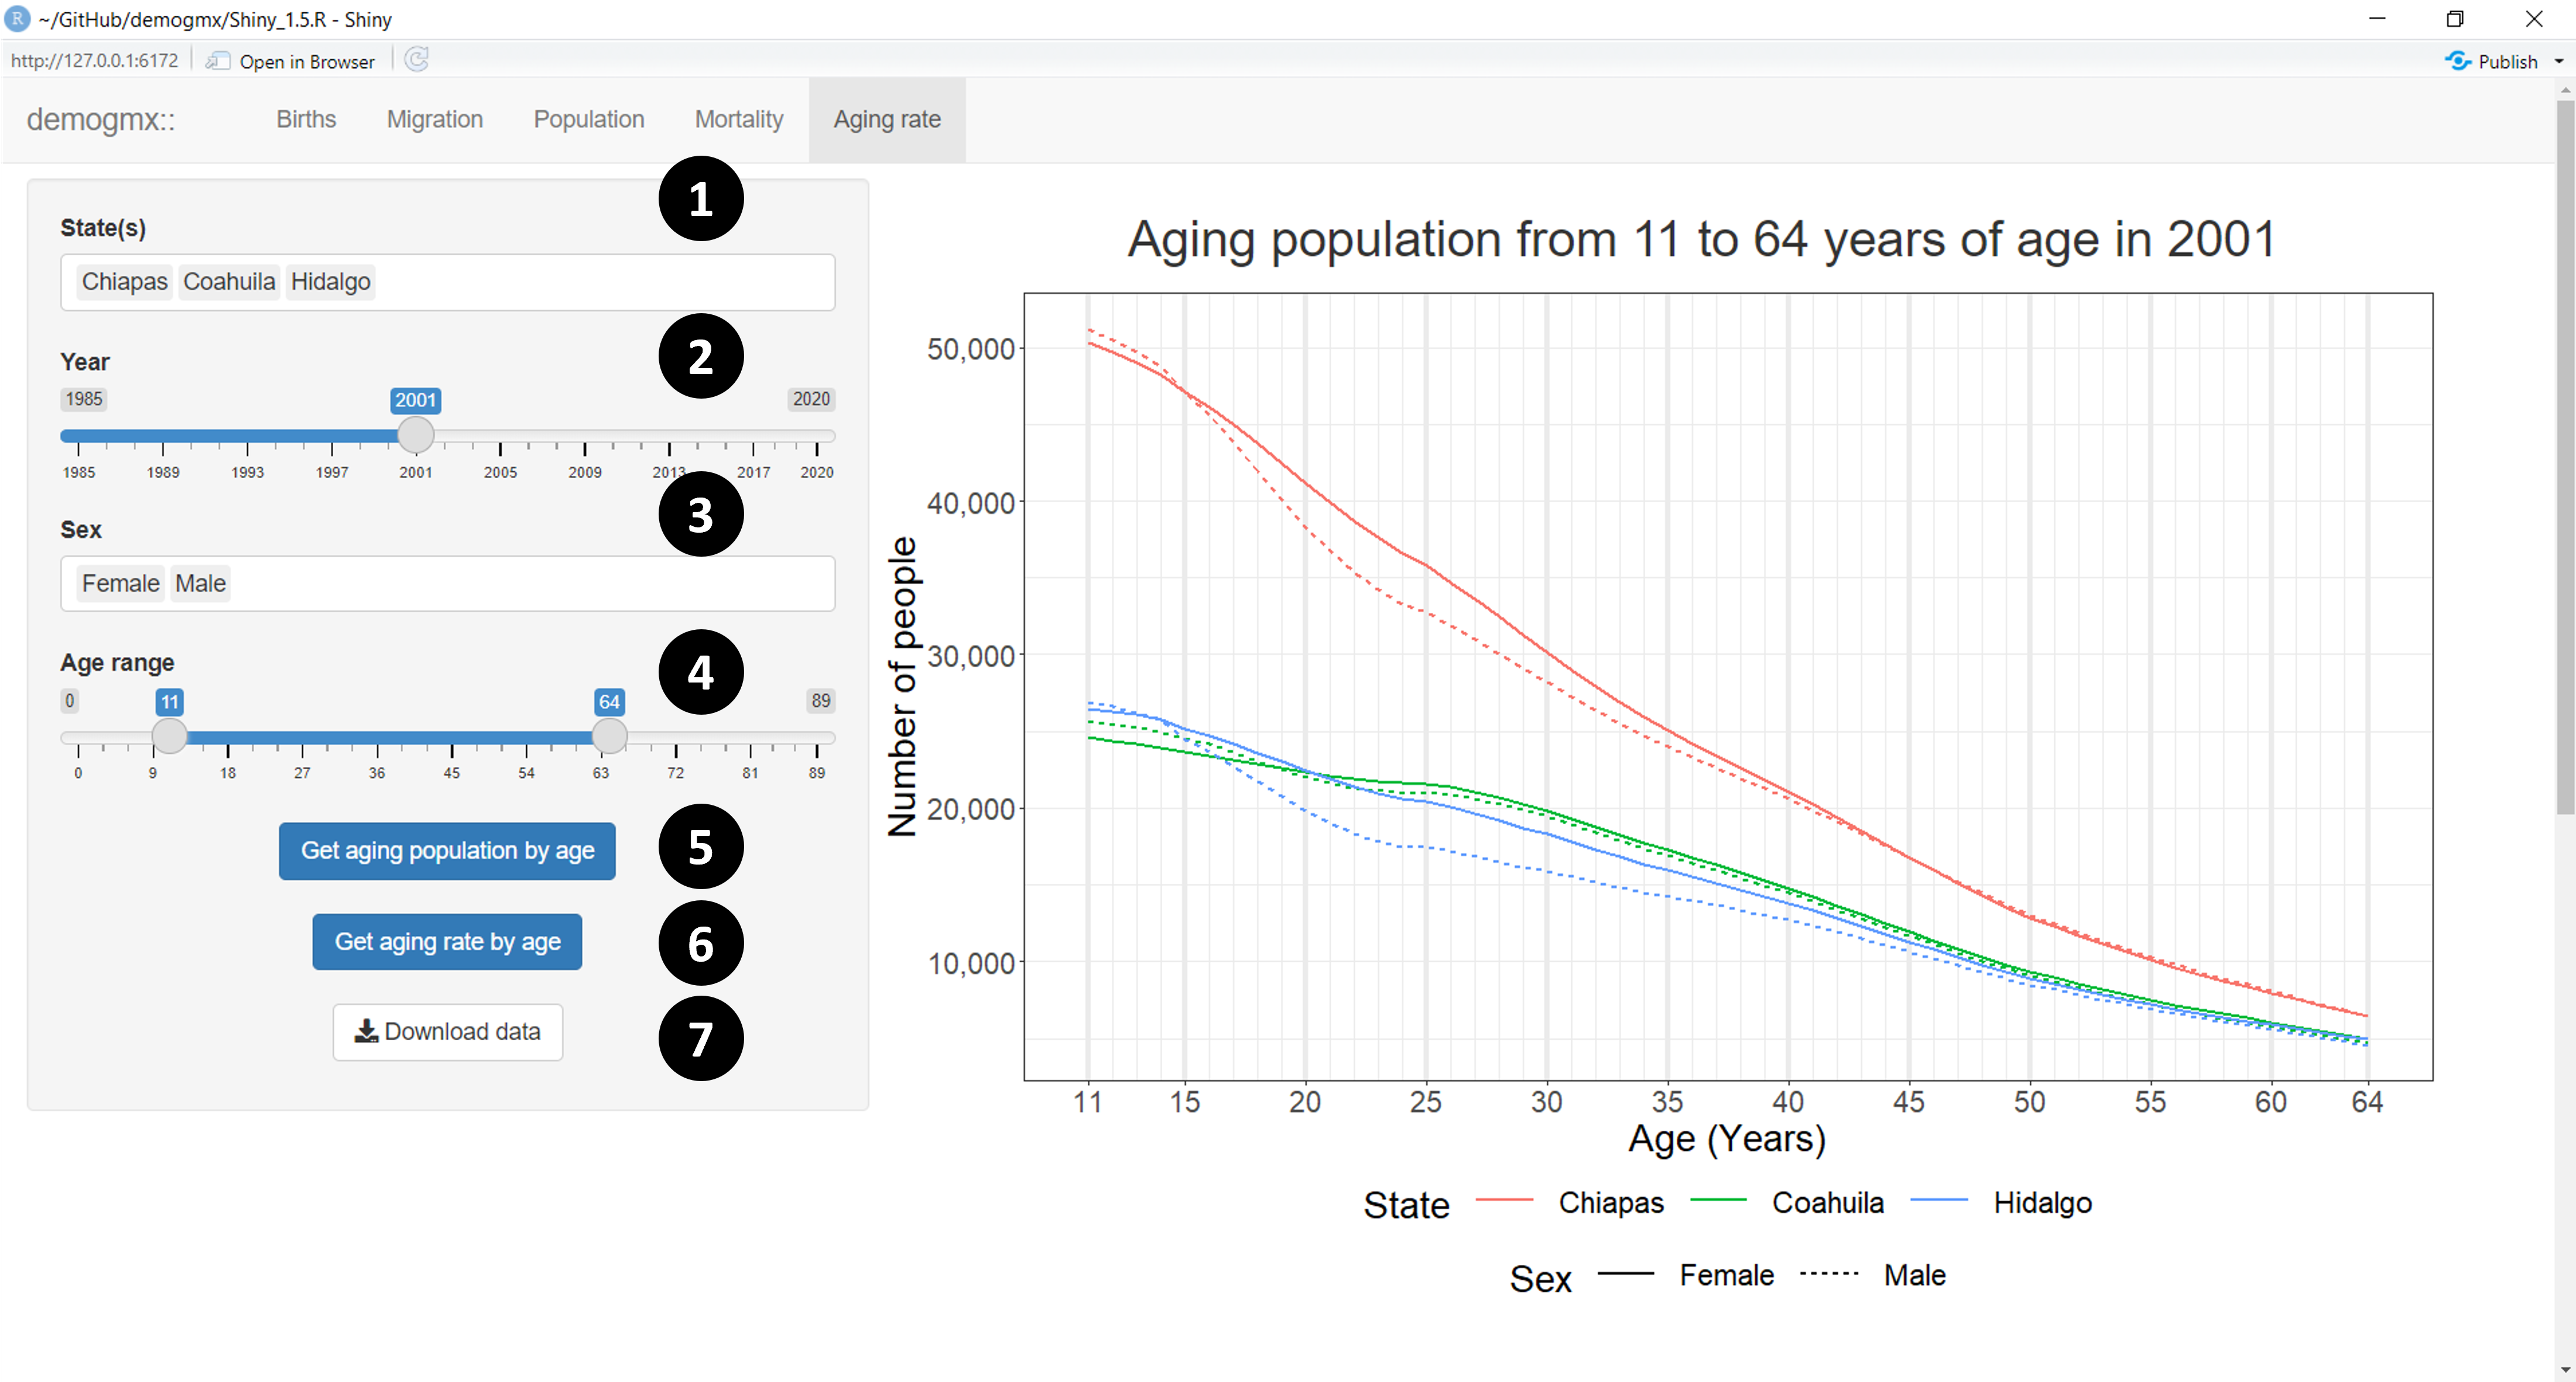 R ~/GitHub/demogmx/Shiny_1.5.R - Shiny
http://127.0.0.1:6172 Open in Browser Publish
demogmx:: Births Migration Population Mortality Aging rate
1
State(s)
Chiapas Coahuila Hidalgo
2
Year
1985 2001 2020
1985 1989 1993 1997 2001 2005 2009 2013 2017 2020
3
Sex
Female Male
4
Age range
0 11 64 89
0 9 18 27 36 45 54 63 72 81 89
Get aging population by age
5
Get aging rate by age
6
Download data
7
Aging population from 11 to 64 years of age in 2001
Number of people
50,000
40,000
30,000
20,000
10,000
11 15 20 25 30 35 40 45 50 55 60 64
Age (Years)
State Chiapas Coahuila Hidalgo
Sex Female Male